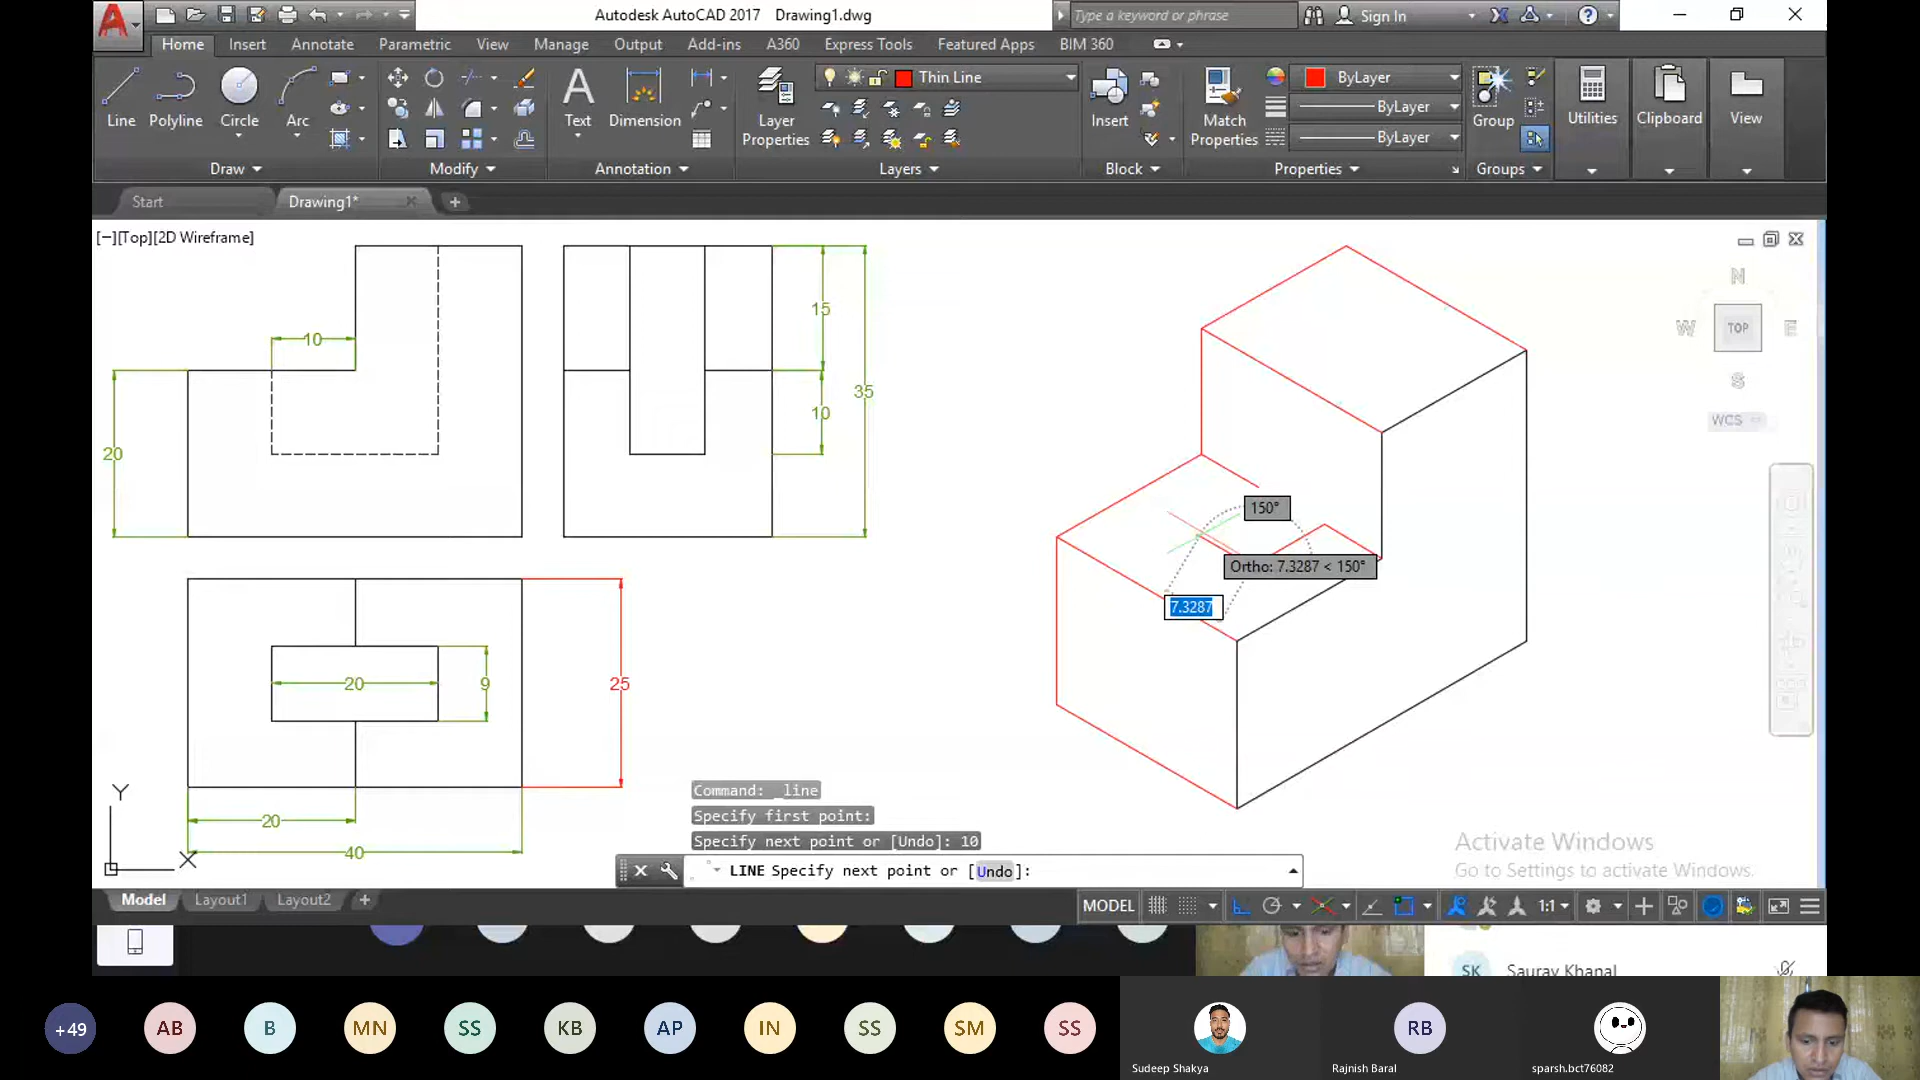 Autodesk AutoCAD 2017 Drawing1.dwg
Type a keyword or phrase
Sign In
Home Insert Annotate Parametric View Manage Output Add-ins A360 Express Tools Featured Apps BIM 360
Thin Line
ByLayer
ByLayer
ByLayer
Line Polyline Circle Arc
Text Dimension
Layer Properties
Insert
Match Properties
Group
Utilities
Clipboard
View
Draw Modify Annotation Layers Block Properties Groups
Start Drawing1*
[−][Top][2D Wireframe]
N
W TOP E
S
WCS
10
20
15
10
35
20
9
25
20
40
Y
X
150°
Ortho: 7.3287 < 150°
7.3287
Command: _line
Specify first point:
Specify next point or [Undo]: 10
LINE Specify next point or [Undo]:
Activate Windows
Go to Settings to activate Windows.
Model Layout1 Layout2
MODEL
1:1
SK Saurav Khanal
+49 AB B MN SS KB AP IN SS SM SS
RB
Sudeep Shakya
Rajnish Baral
sparsh.bct76082